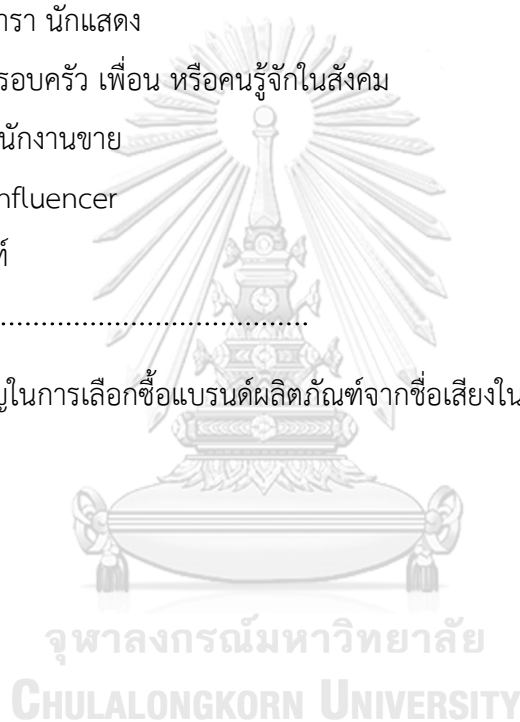 ารา นักแสดง
รอบครัว เพื่อน หรือคนรู้จักในสังคม
นักงานขาย
nfluencer
ท์
.............................................
ญในการเลือกซื้อแบรนด์ผลิตภัณฑ์จากชื่อเสียงใน
จุฬาลงกรณ์มหาวิทยาลัย
CHULALONGKORN UNIVERSITY